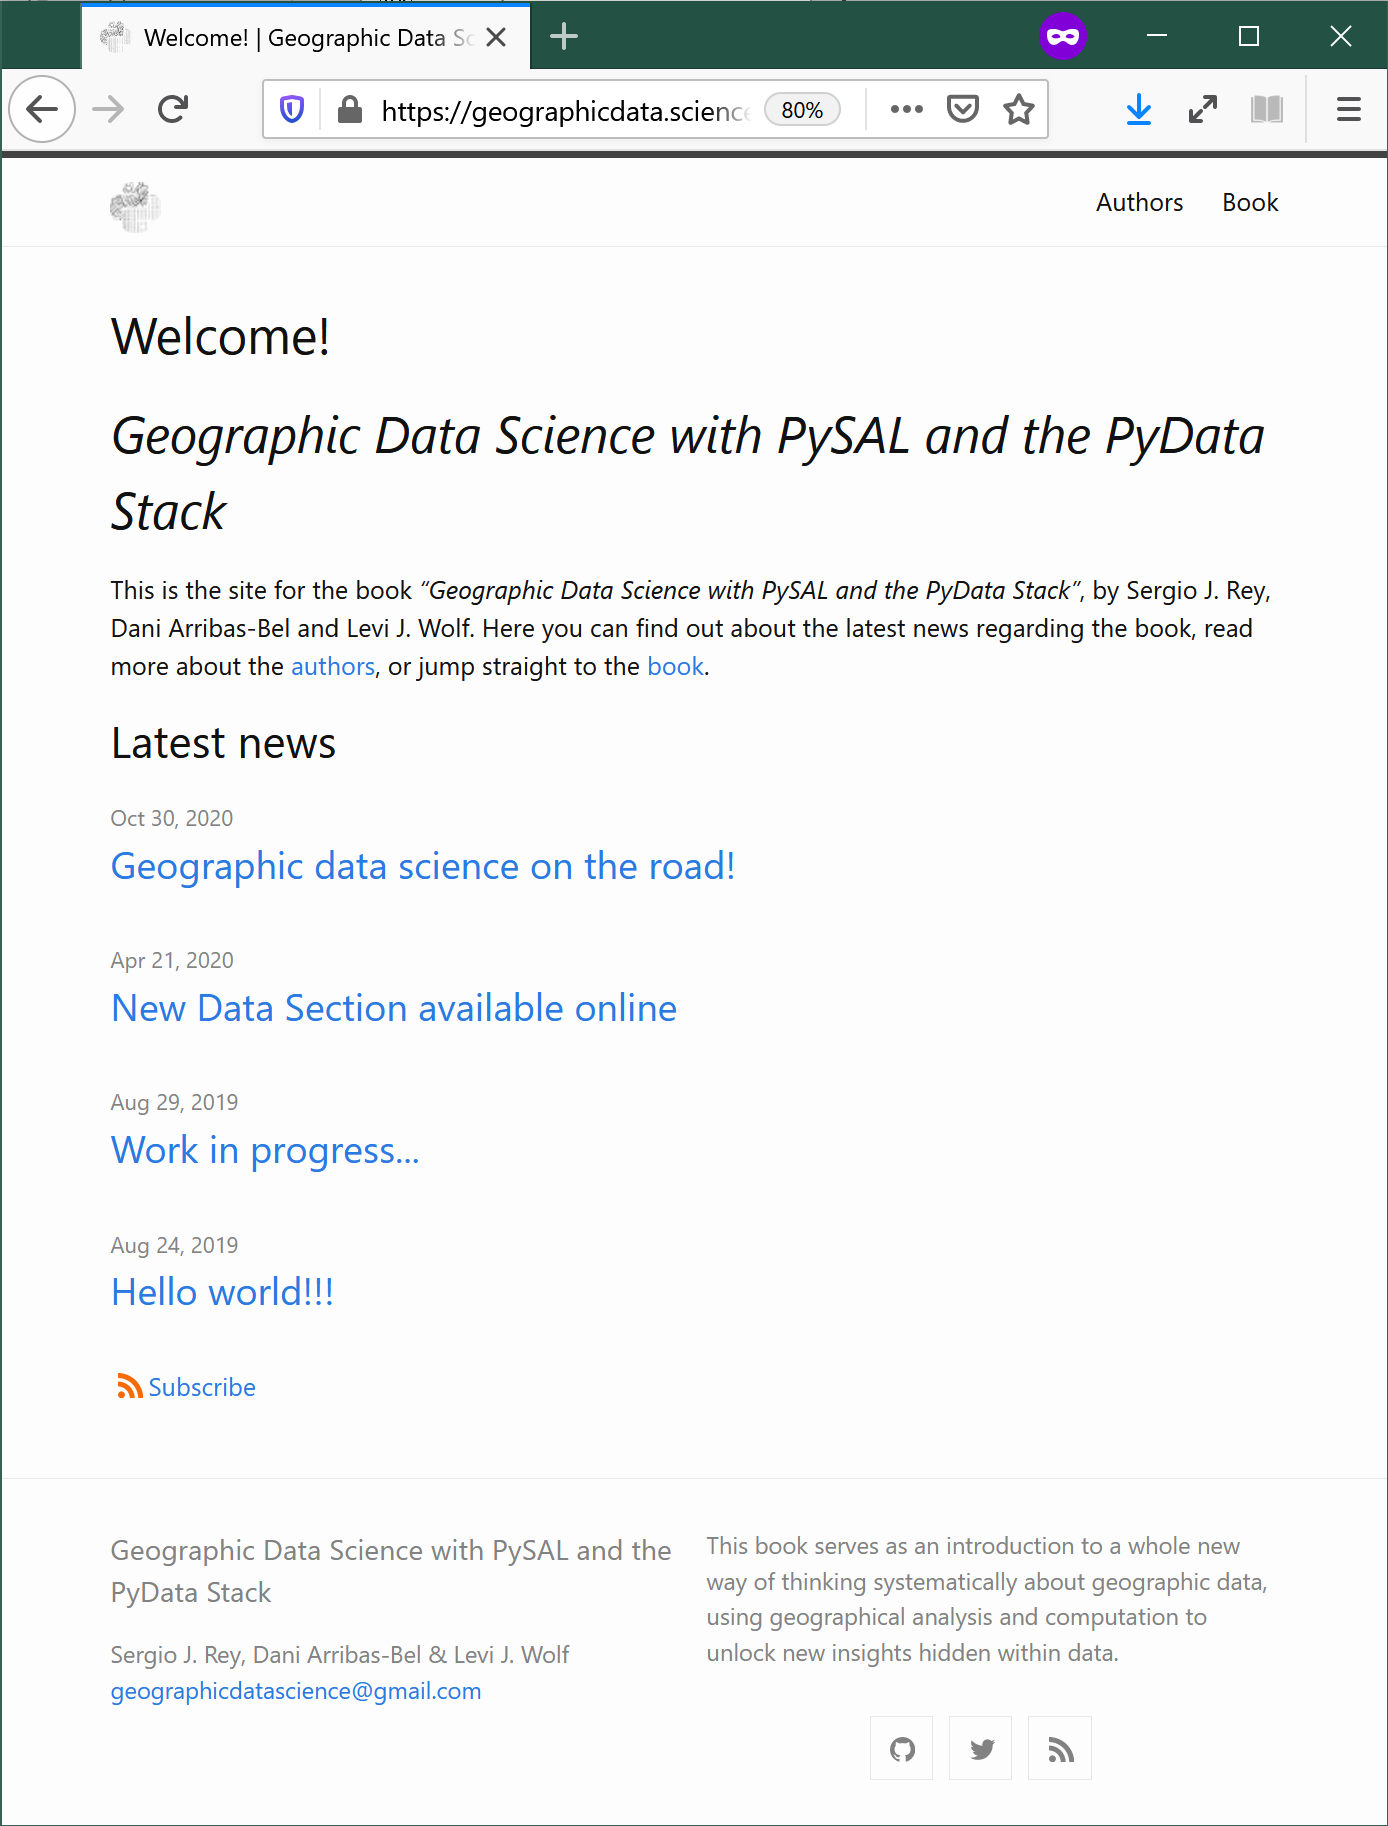 Welcome! | Geographic Data Sc
https://geographicdata.science
80%
Authors
Book
Welcome!
Geographic Data Science with PySAL and the PyData
Stack
This is the site for the book “Geographic Data Science with PySAL and the PyData Stack”, by Sergio J. Rey,
Dani Arribas-Bel and Levi J. Wolf. Here you can find out about the latest news regarding the book, read
more about the authors, or jump straight to the book.
Latest news
Oct 30, 2020
Geographic data science on the road!
Apr 21, 2020
New Data Section available online
Aug 29, 2019
Work in progress...
Aug 24, 2019
Hello world!!!
Subscribe
Geographic Data Science with PySAL and the
PyData Stack
Sergio J. Rey, Dani Arribas-Bel & Levi J. Wolf
geographicdatascience@gmail.com
This book serves as an introduction to a whole new
way of thinking systematically about geographic data,
using geographical analysis and computation to
unlock new insights hidden within data.